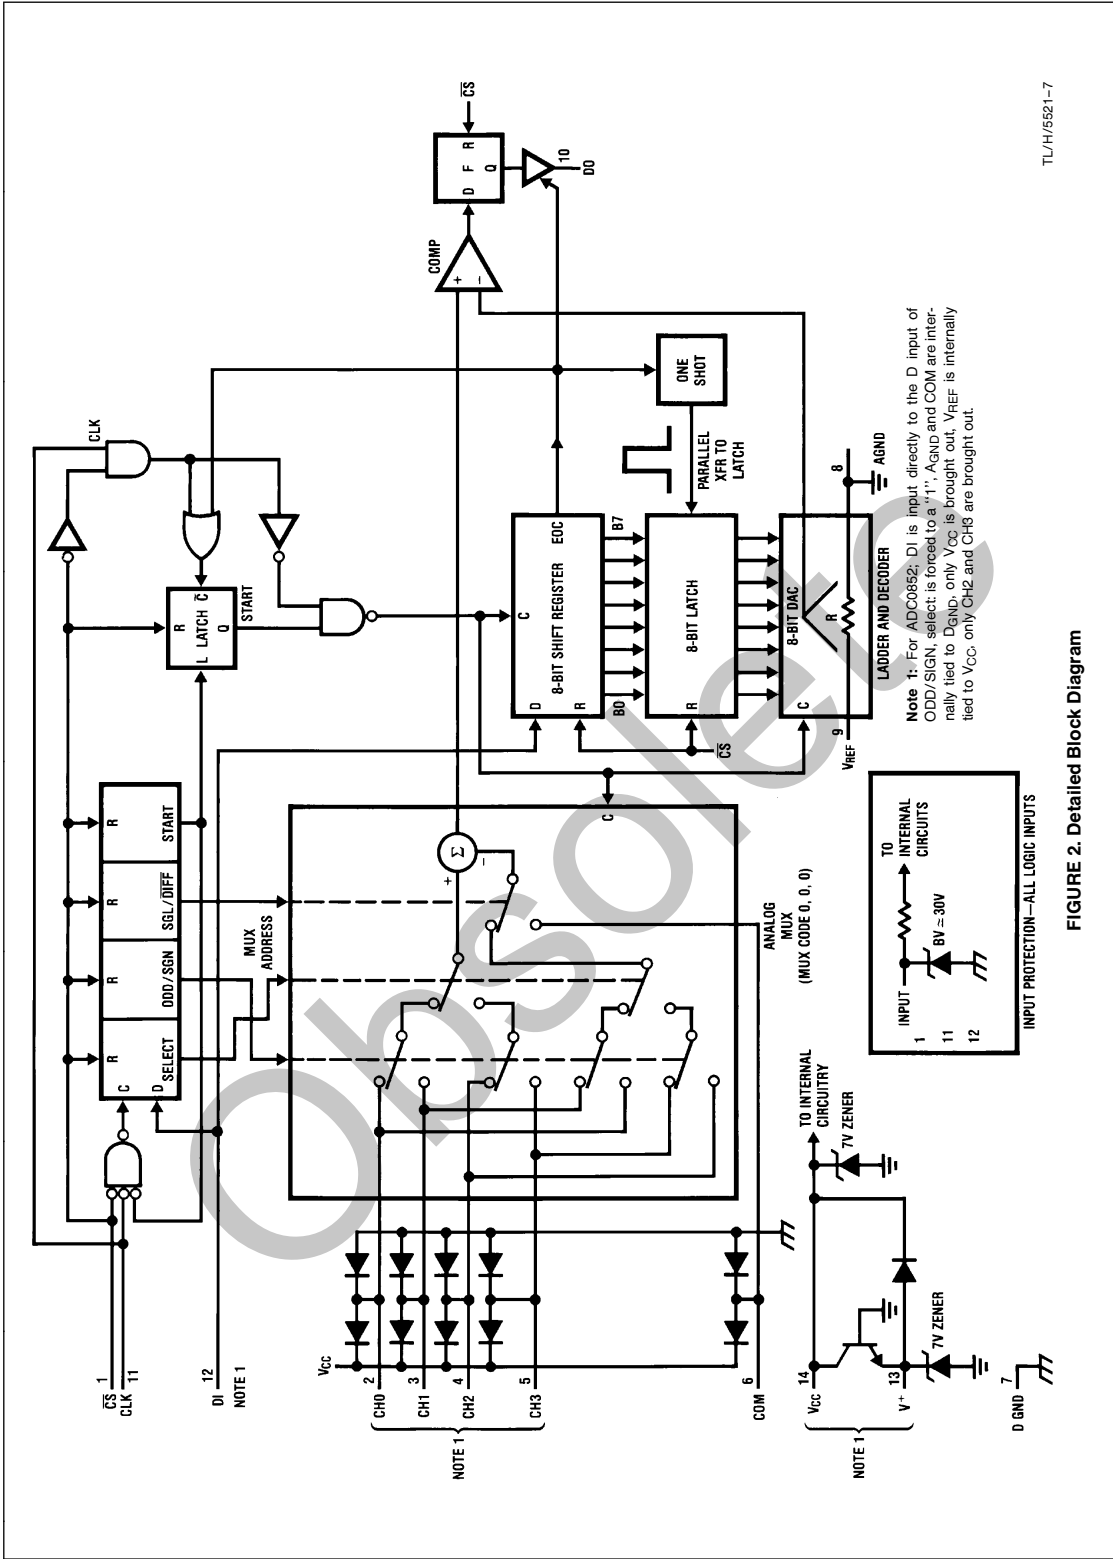 CS
1
CLK
11
12
DI
NOTE 1
C
D
R
R
R
R
SELECT
ODD/SGN
SGL/DIFF
START
MUX
ADDRESS
R
L LATCH C
Q
START
CLK
VCC
2
CH0
3
CH1
4
CH2
5
CH3
NOTE 1
6
COM
+
Σ
−
C
ANALOG
MUX
(MUX CODE 0, 0, 0)
D
C
R
8-BIT SHIFT REGISTER
EOC
B0
B7
R
8-BIT LATCH
CS
PARALLEL
XFR TO
LATCH
ONE
SHOT
C
8-BIT DAC
R
9
VREF
8
AGND
LADDER AND DECODER
COMP
+
−
D F R
Q
CS
10
DO
NOTE 1
14
VCC
13
V+
7V ZENER
TO INTERNAL
CIRCUITRY
7V ZENER
7
D GND
INPUT
TO
INTERNAL
CIRCUITS
BV ≃ 30V
1
11
12
INPUT PROTECTION—ALL LOGIC INPUTS
Note 1: For ADC0852; DI is input directly to the D input of
ODD/SIGN, select: is forced to a ‘‘1’’, AGND and COM are inter-
nally tied to DGND, only VCC is brought out, VREF is internally
tied to VCC, only CH2 and CH3 are brought out.
TL/H/5521–7
FIGURE 2. Detailed Block Diagram
Obsolete